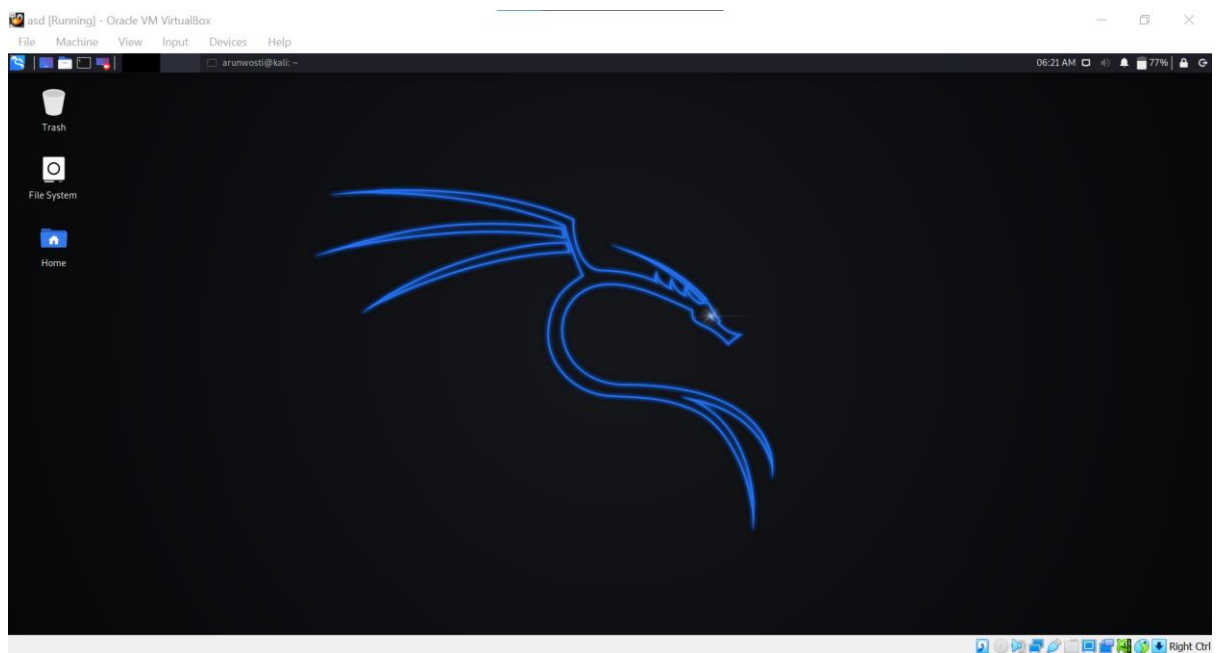 asd [Running] - Oracle VM VirtualBox
File Machine View Input Devices Help
arunwosti@kali: ~
06:21 AM
77%
Trash
File System
Home
Right Ctrl